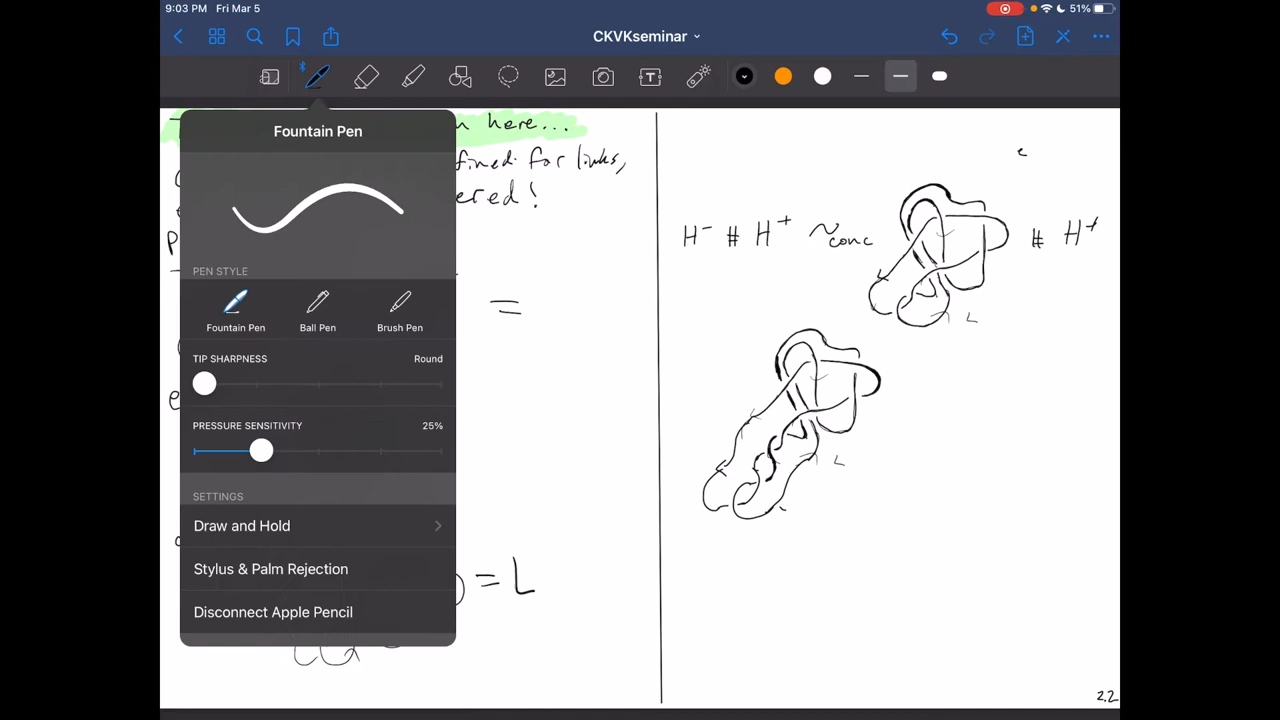 9:03 PM Fri Mar 5
51%
CKVKseminar
T
Fountain Pen
here...
fined for links,
ered!
PEN STYLE
Fountain Pen Ball Pen Brush Pen
=
TIP SHARPNESS Round
PRESSURE SENSITIVITY 25%
SETTINGS
Draw and Hold
Stylus & Palm Rejection
Disconnect Apple Pencil
= L
H⁻ # H⁺ ~conc # H⁺
L
L
2.2